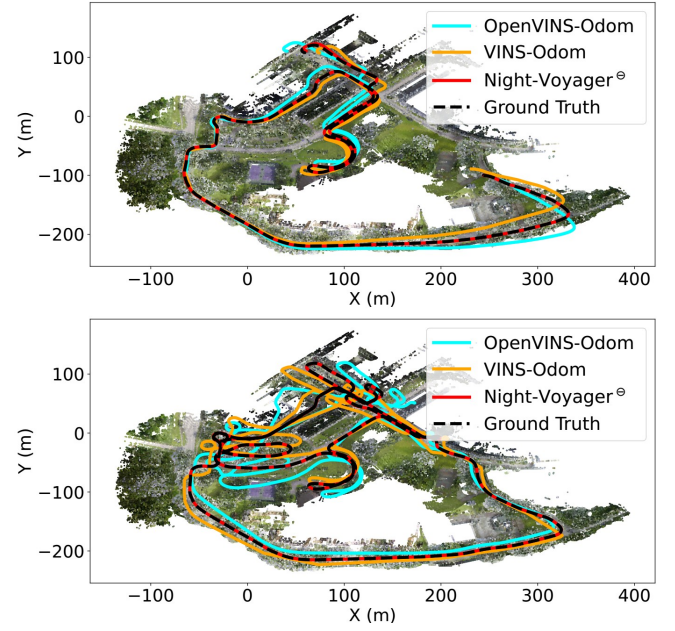 OpenVINS-Odom
VINS-Odom
Night-Voyager⊖
Ground Truth
100
0
−100
−200
Y (m)
−100 0 100 200 300 400
X (m)
OpenVINS-Odom
VINS-Odom
Night-Voyager⊖
Ground Truth
100
0
−100
−200
Y (m)
−100 0 100 200 300 400
X (m)